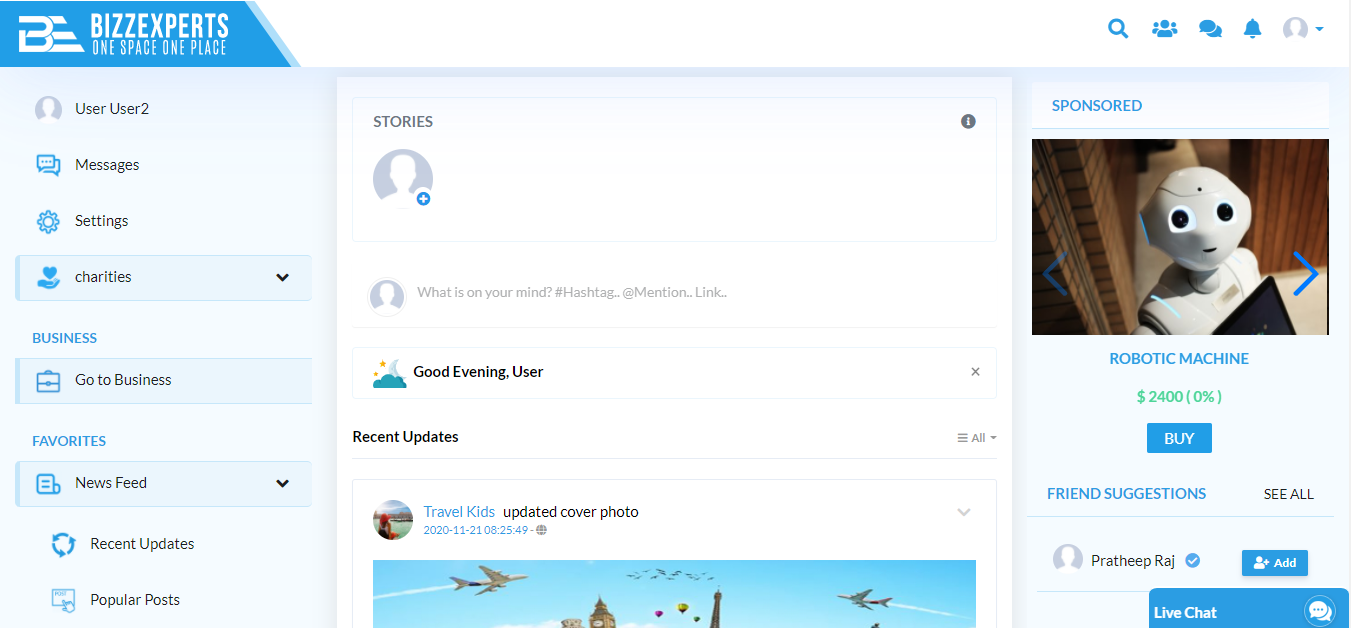 BIZZEXPERTS
ONE SPACE ONE PLACE
User User2
Messages
Settings
charities
BUSINESS
Go to Business
FAVORITES
News Feed
Recent Updates
Popular Posts
STORIES
What is on your mind? #Hashtag.. @Mention.. Link..
Good Evening, User
×
Recent Updates
All
Travel Kids updated cover photo
2020-11-21 08:25:49 -
SPONSORED
ROBOTIC MACHINE
$ 2400 ( 0% )
BUY
FRIEND SUGGESTIONS SEE ALL
Pratheep Raj Add
Live Chat